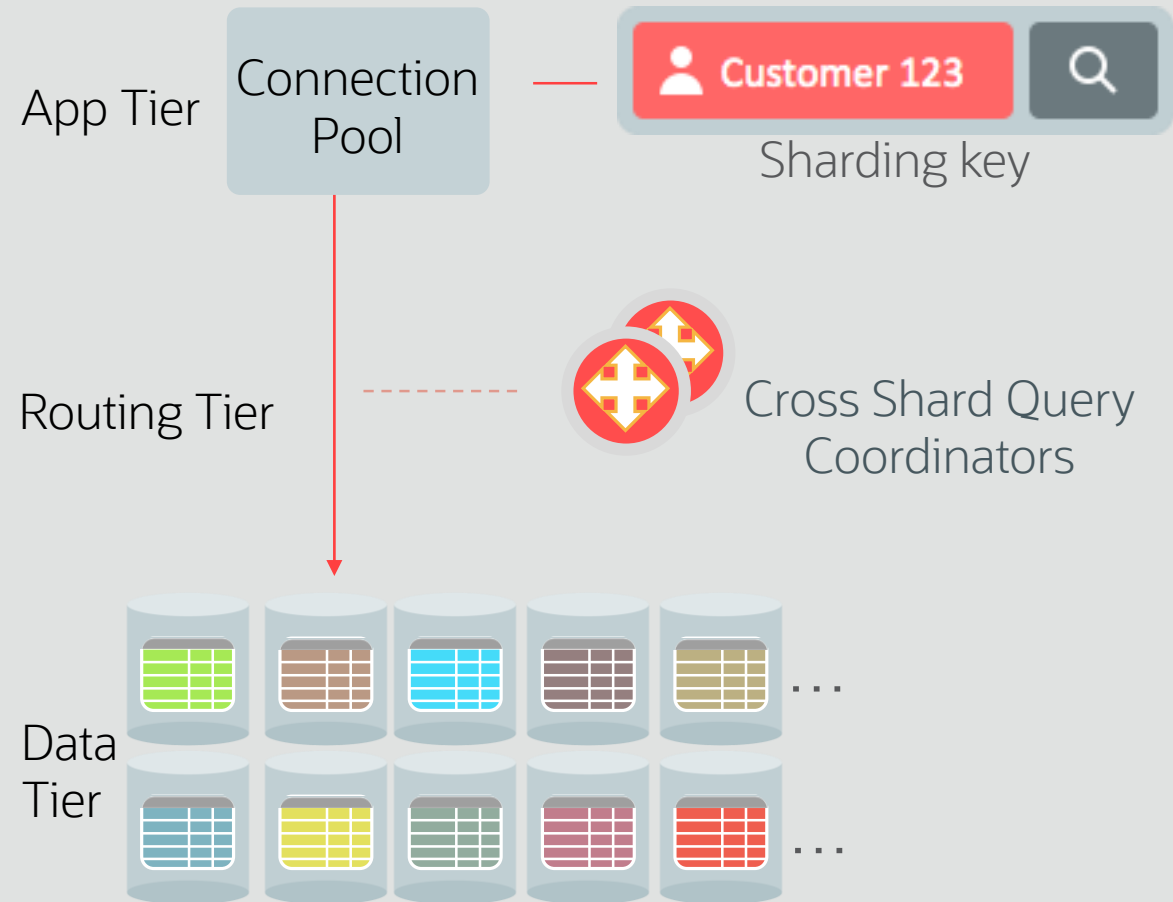 App Tier
Connection
Pool
Customer 123
Sharding key
Routing Tier
Cross Shard Query
Coordinators
Data
Tier
...
...